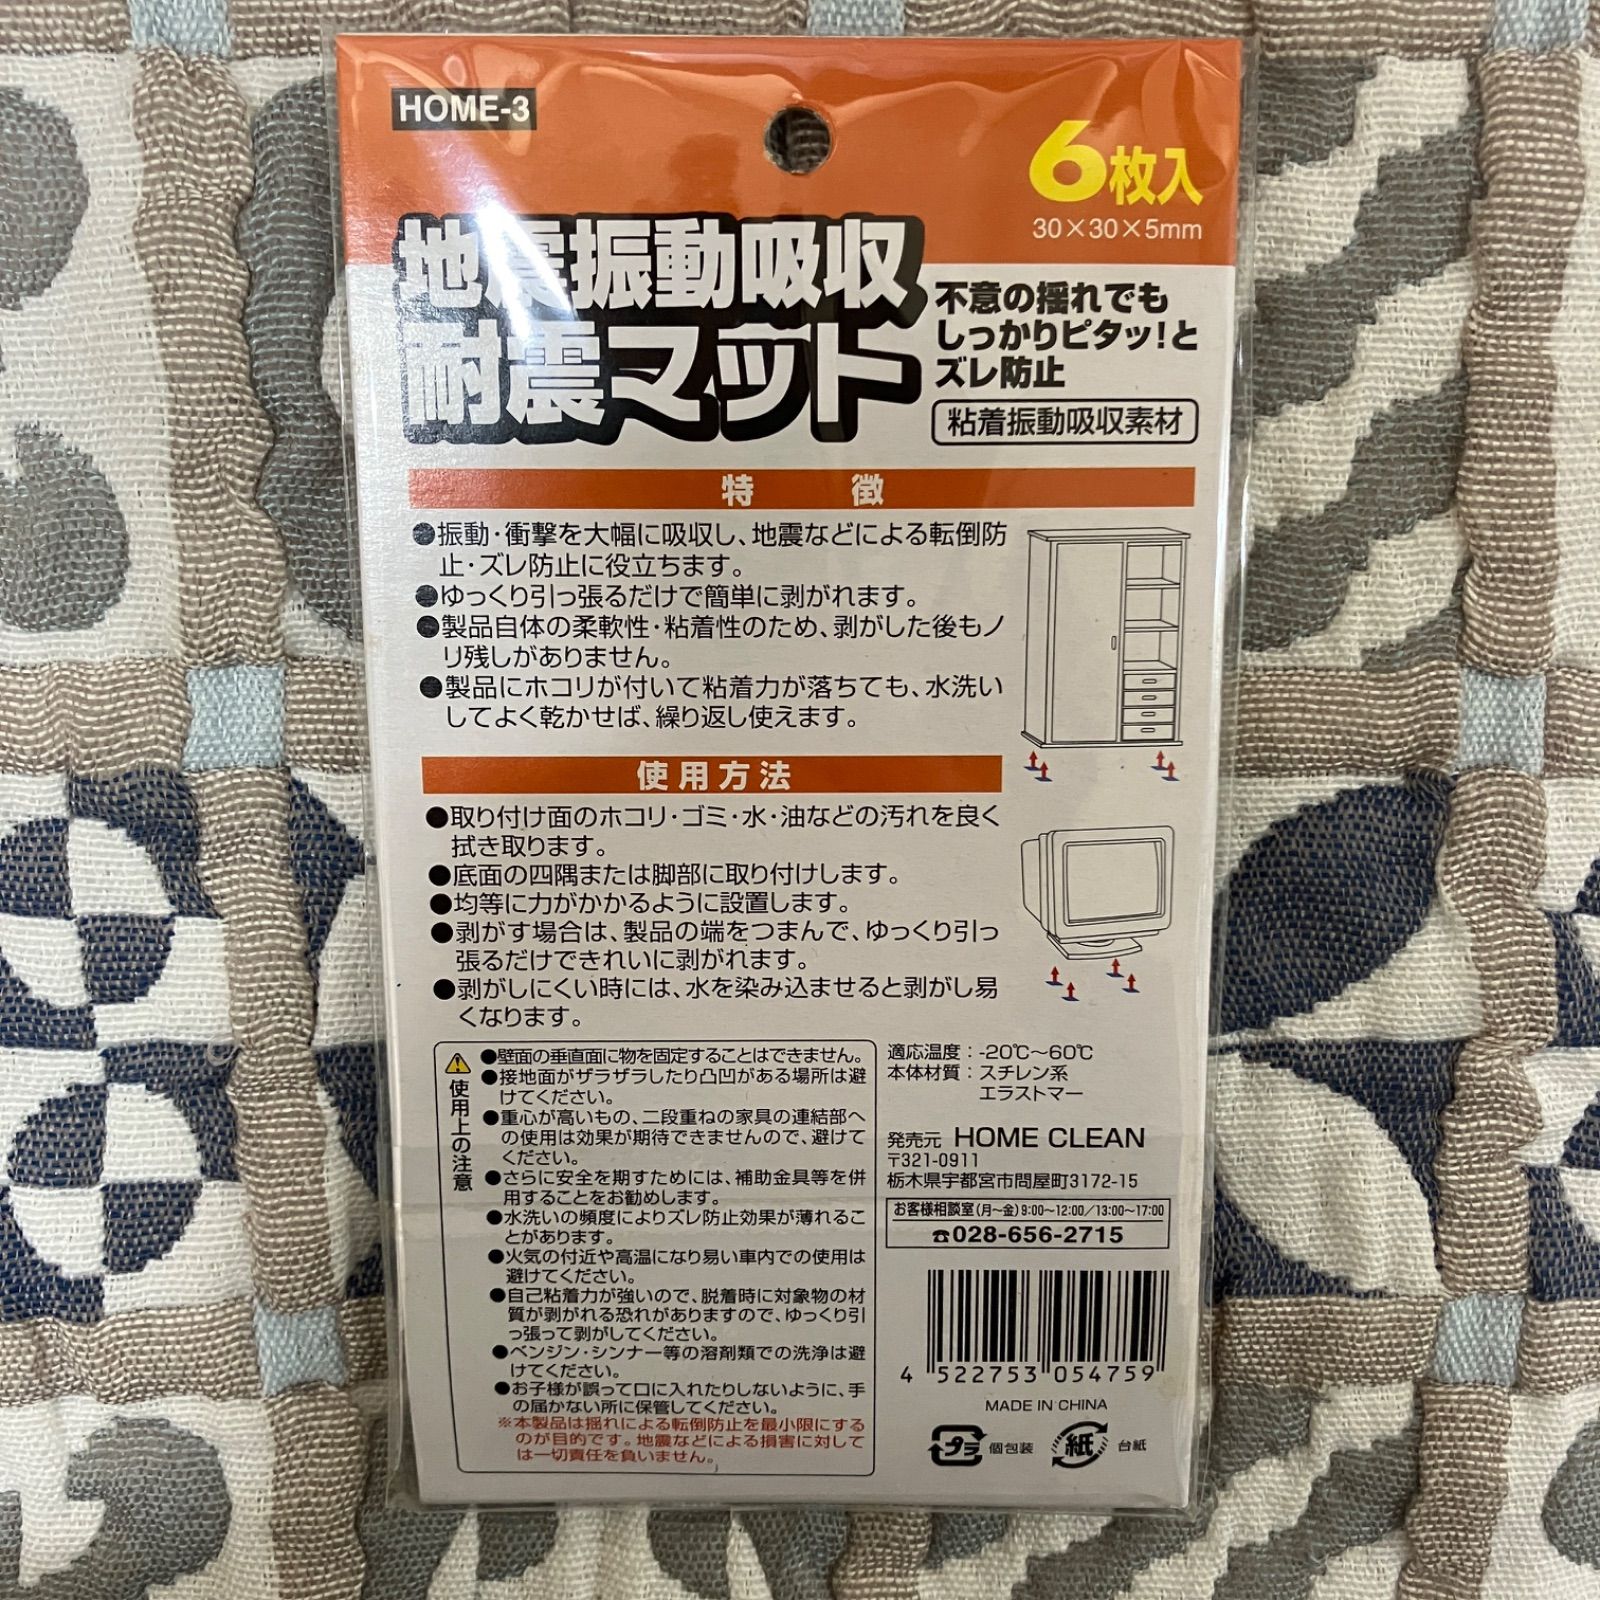 HOME-3
6枚入
30×30×5mm
地震振動吸収
耐震マット
不意の揺れでも
しっかりピタッ!と
ズレ防止
粘着振動吸収素材
特 徴
●振動・衝撃を大幅に吸収し、地震などによる転倒防
止・ズレ防止に役立ちます。
●ゆっくり引っ張るだけで簡単に剥がれます。
●製品自体の柔軟性・粘着性のため、剥がした後もノ
リ残しがありません。
●製品にホコリが付いて粘着力が落ちても、水洗い
してよく乾かせば、繰り返し使えます。
使用方法
●取り付け面のホコリ・ゴミ・水・油などの汚れを良く
拭き取ります。
●底面の四隅または脚部に取り付けします。
●均等に力がかかるように設置します。
●剥がす場合は、製品の端をつまんで、ゆっくり引っ
張るだけできれいに剥がれます。
●剥がしにくい時には、水を染み込ませると剥がし易
くなります。
使用上の注意
●壁面の垂直面に物を固定することはできません。
●接地面がザラザラしたり凸凹がある場所は避
けてください。
●重心が高いもの、二段重ねの家具の連結部へ
の使用は効果が期待できませんので、避けて
ください。
●さらに安全を期すためには、補助金具等を併
用することをお勧めします。
●水洗いの頻度によりズレ防止効果が薄れるこ
とがあります。
●火気の付近や高温になり易い車内での使用は
避けてください。
●自己粘着力が強いので、脱着時に対象物の材
質が剥がれる恐れがありますので、ゆっくり引
っ張って剥がしてください。
●ベンジン・シンナー等の溶剤類での洗浄は避
けてください。
●お子様が誤って口に入れたりしないように、手
の届かない所に保管してください。
※本製品は揺れによる転倒防止を最小限にする
のが目的です。地震などによる損害に対して
は一切責任を負いません。
適応温度:-20℃〜60℃
本体材質:スチレン系
エラストマー
発売元 HOME CLEAN
〒321-0911
栃木県宇都宮市問屋町3172-15
お客様相談室(月〜金)9:00〜12:00/13:00〜17:00
☎028-656-2715
4 522753 054759
MADE IN CHINA
プラ 個包装 紙 台紙